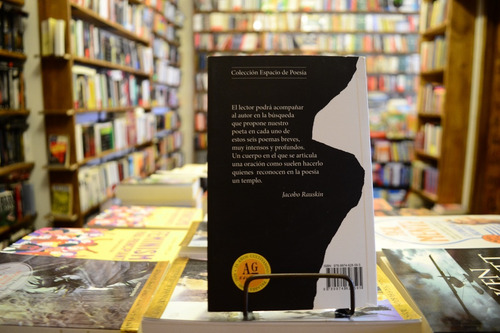 Colección Espacio de Poesía
El lector podrá acompañar
al autor en la búsqueda
que propone nuestro
poeta en cada uno de
estos seis poemas breves,
muy intensos y profundos.
Un cuerpo en el que se articula
una oración como suelen hacerlo
quienes reconocen en la poesía
un templo.
Jacobo Rauskin
AG